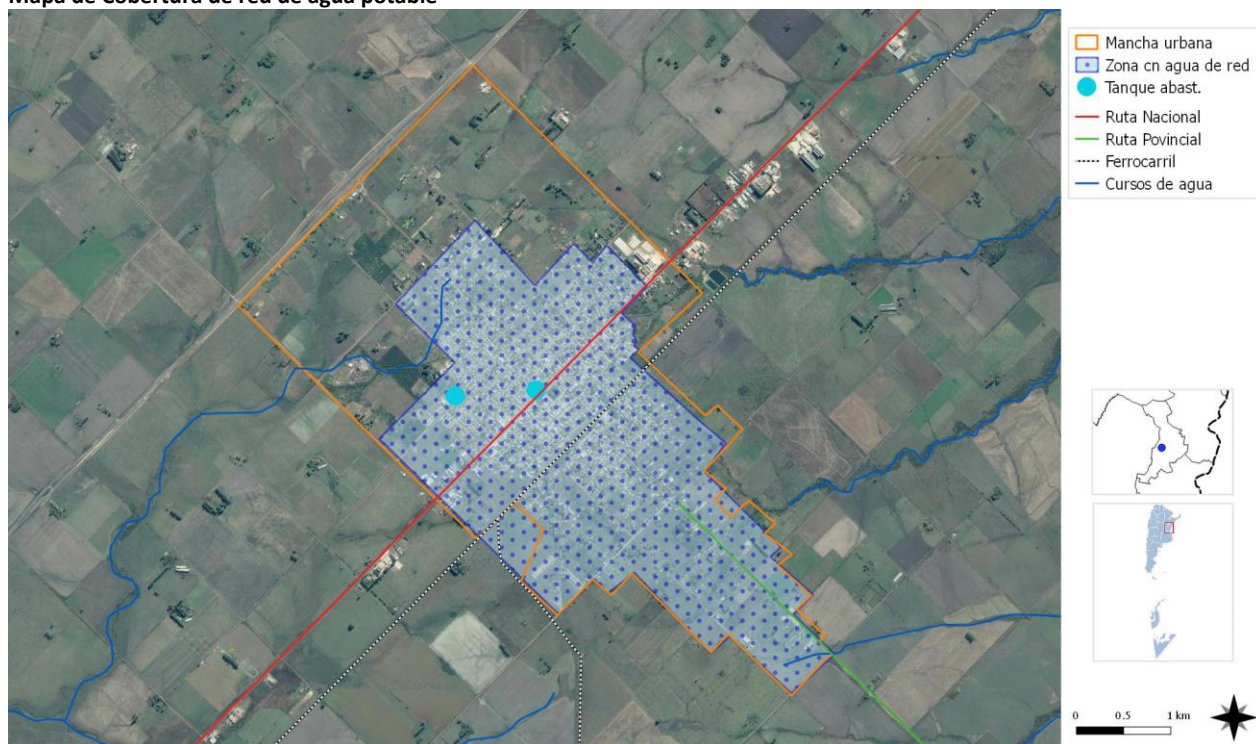 Mapa de Cobertura de red de agua potable
Mancha urbana
Zona cn agua de red
Tanque abast.
Ruta Nacional
Ruta Povincial
Ferrocarril
Cursos de agua
0 0.5 1 km